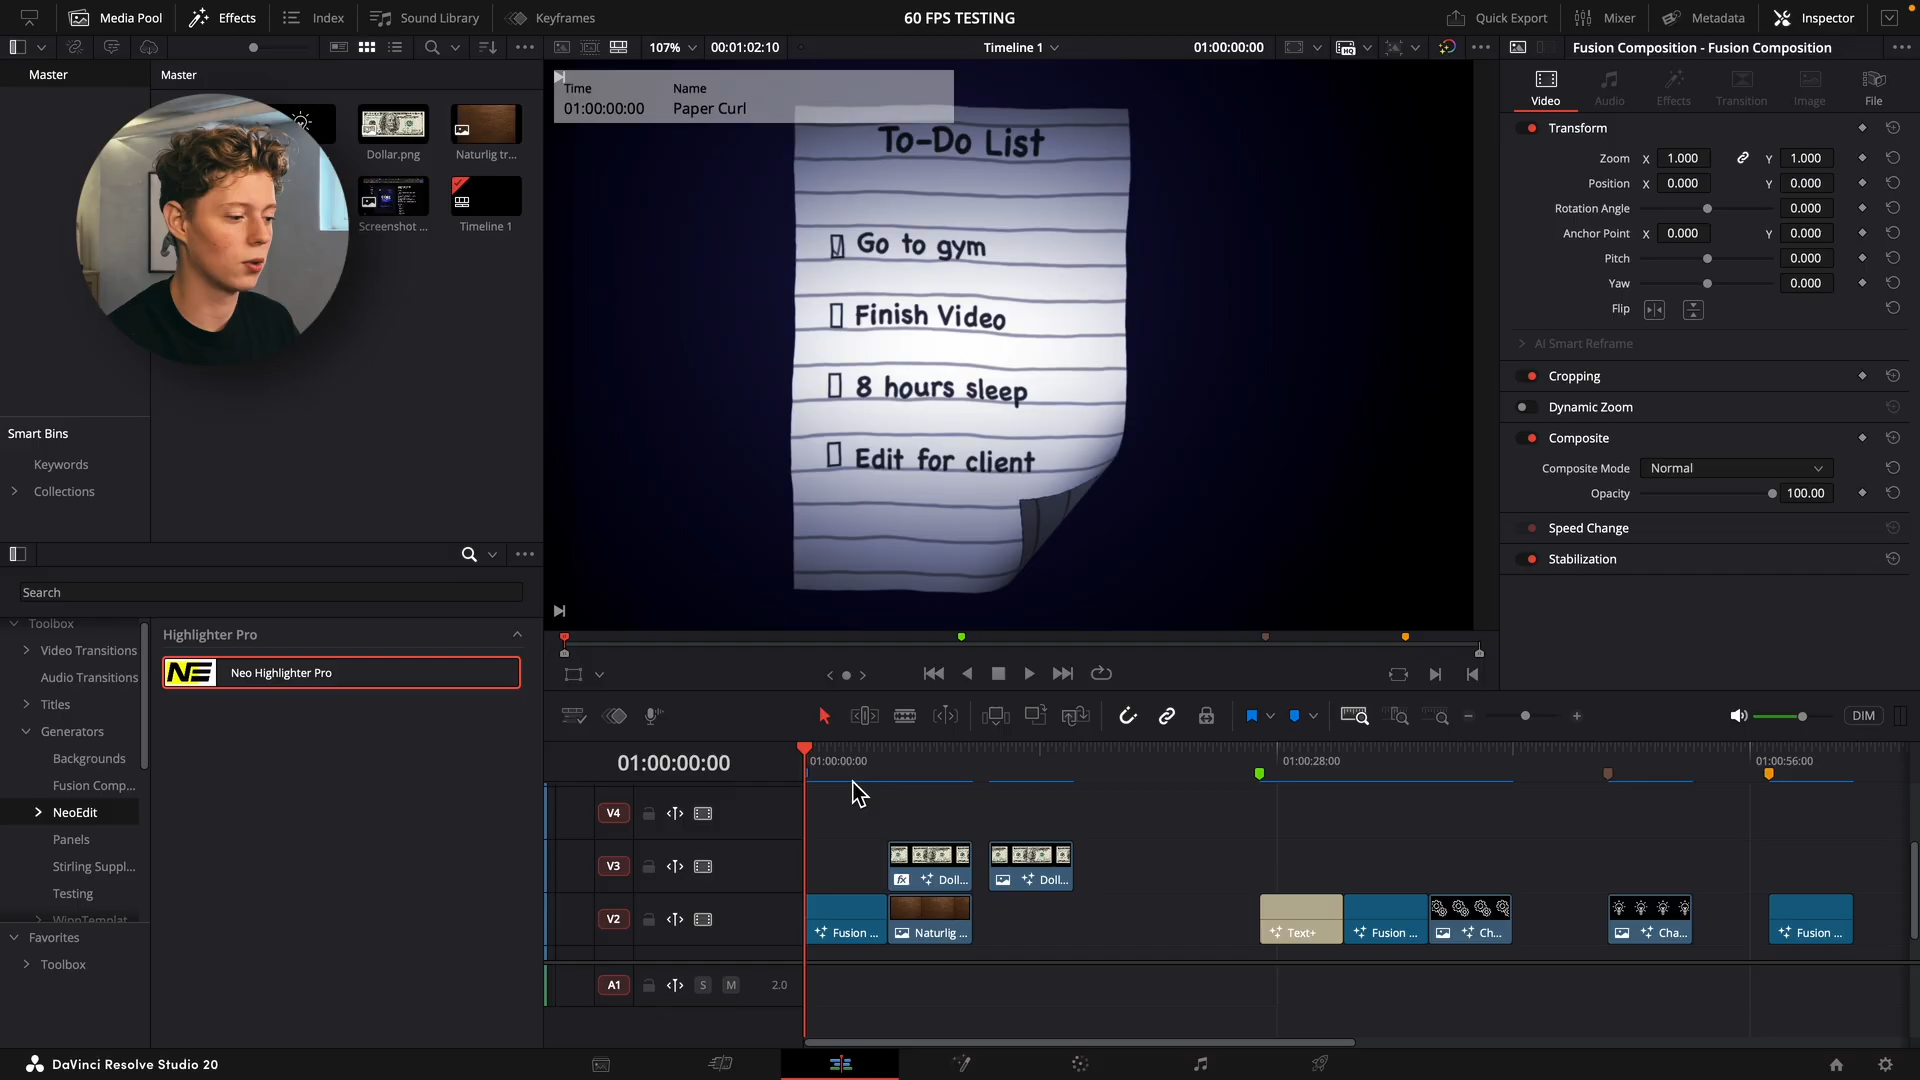 Media Pool
Effects
Index
Sound Library
Keyframes
60 FPS TESTING
Quick Export
Mixer
Metadata
Inspector
107%
00:01:02:10
Timeline 1
01:00:00:00
Fusion Composition - Fusion Composition
Master
Master
Dollar.png
Naturlig tr...
Screenshot ...
Timeline 1
Smart Bins
Keywords
Collections
Time
Name
01:00:00:00
Paper Curl
To-Do List
Go to gym
Finish Video
8 hours sleep
Edit for client
Video
Audio
Effects
Transition
Image
File
Transform
Zoom X 1.000 Y 1.000
Position X 0.000 Y 0.000
Rotation Angle 0.000
Anchor Point X 0.000 Y 0.000
Pitch 0.000
Yaw 0.000
Flip
AI Smart Reframe
Cropping
Dynamic Zoom
Composite
Composite Mode Normal
Opacity 100.00
Speed Change
Stabilization
Search
Toolbox
Video Transitions
Audio Transitions
Titles
Generators
Backgrounds
Fusion Comp...
NeoEdit
Panels
Stirling Suppl...
Testing
Favorites
Toolbox
Highlighter Pro
NE
Neo Highlighter Pro
DIM
01:00:00:00
01:00:00:00
01:00:28:00
01:00:56:00
V4
V3
fx Doll...
Doll...
V2
Fusion ...
Naturlig ...
Text+
Fusion ...
Ch...
Cha...
Fusion ...
A1
S
M
2.0
DaVinci Resolve Studio 20